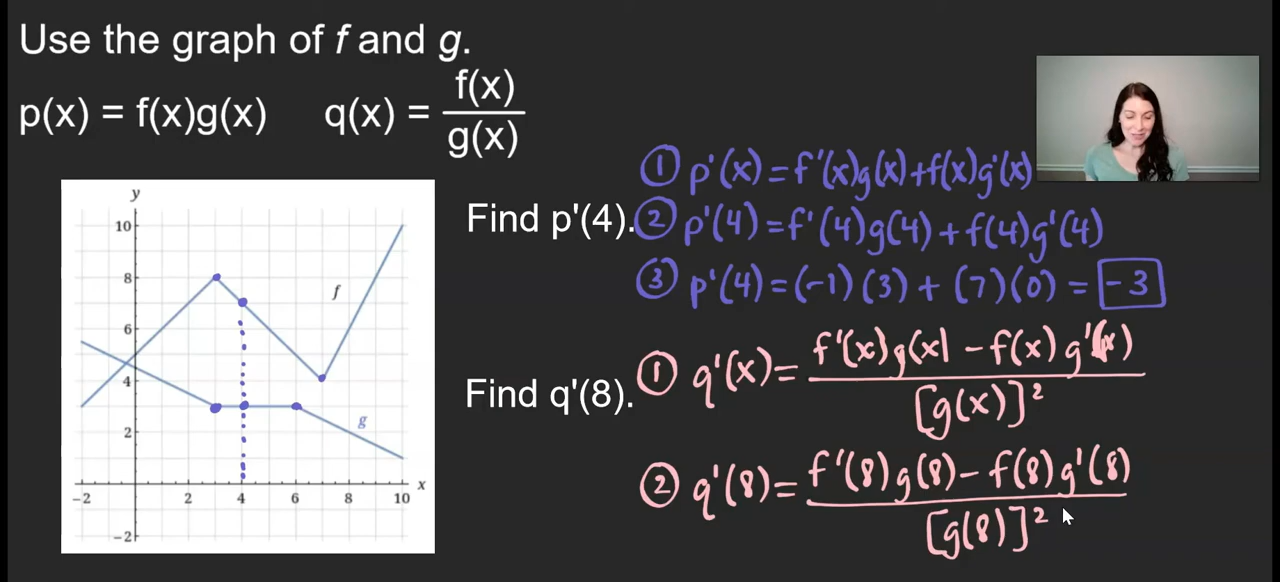 Use the graph of f and g.
p(x) = f(x)g(x) q(x) = f(x)/g(x)
① p'(x) = f'(x)g(x) + f(x)g'(x)
Find p'(4). ② p'(4) = f'(4)g(4) + f(4)g'(4)
③ p'(4) = (-1)(3) + (7)(0) = -3
① q'(x) = f'(x)g(x) - f(x)g'(x)
Find q'(8).
[g(x)]²
② q'(8) = f'(8)g(8) - f(8)g'(8)
[g(8)]²
y
10
8
f
6
4
g
2
-2 2 4 6 8 10 x
-2